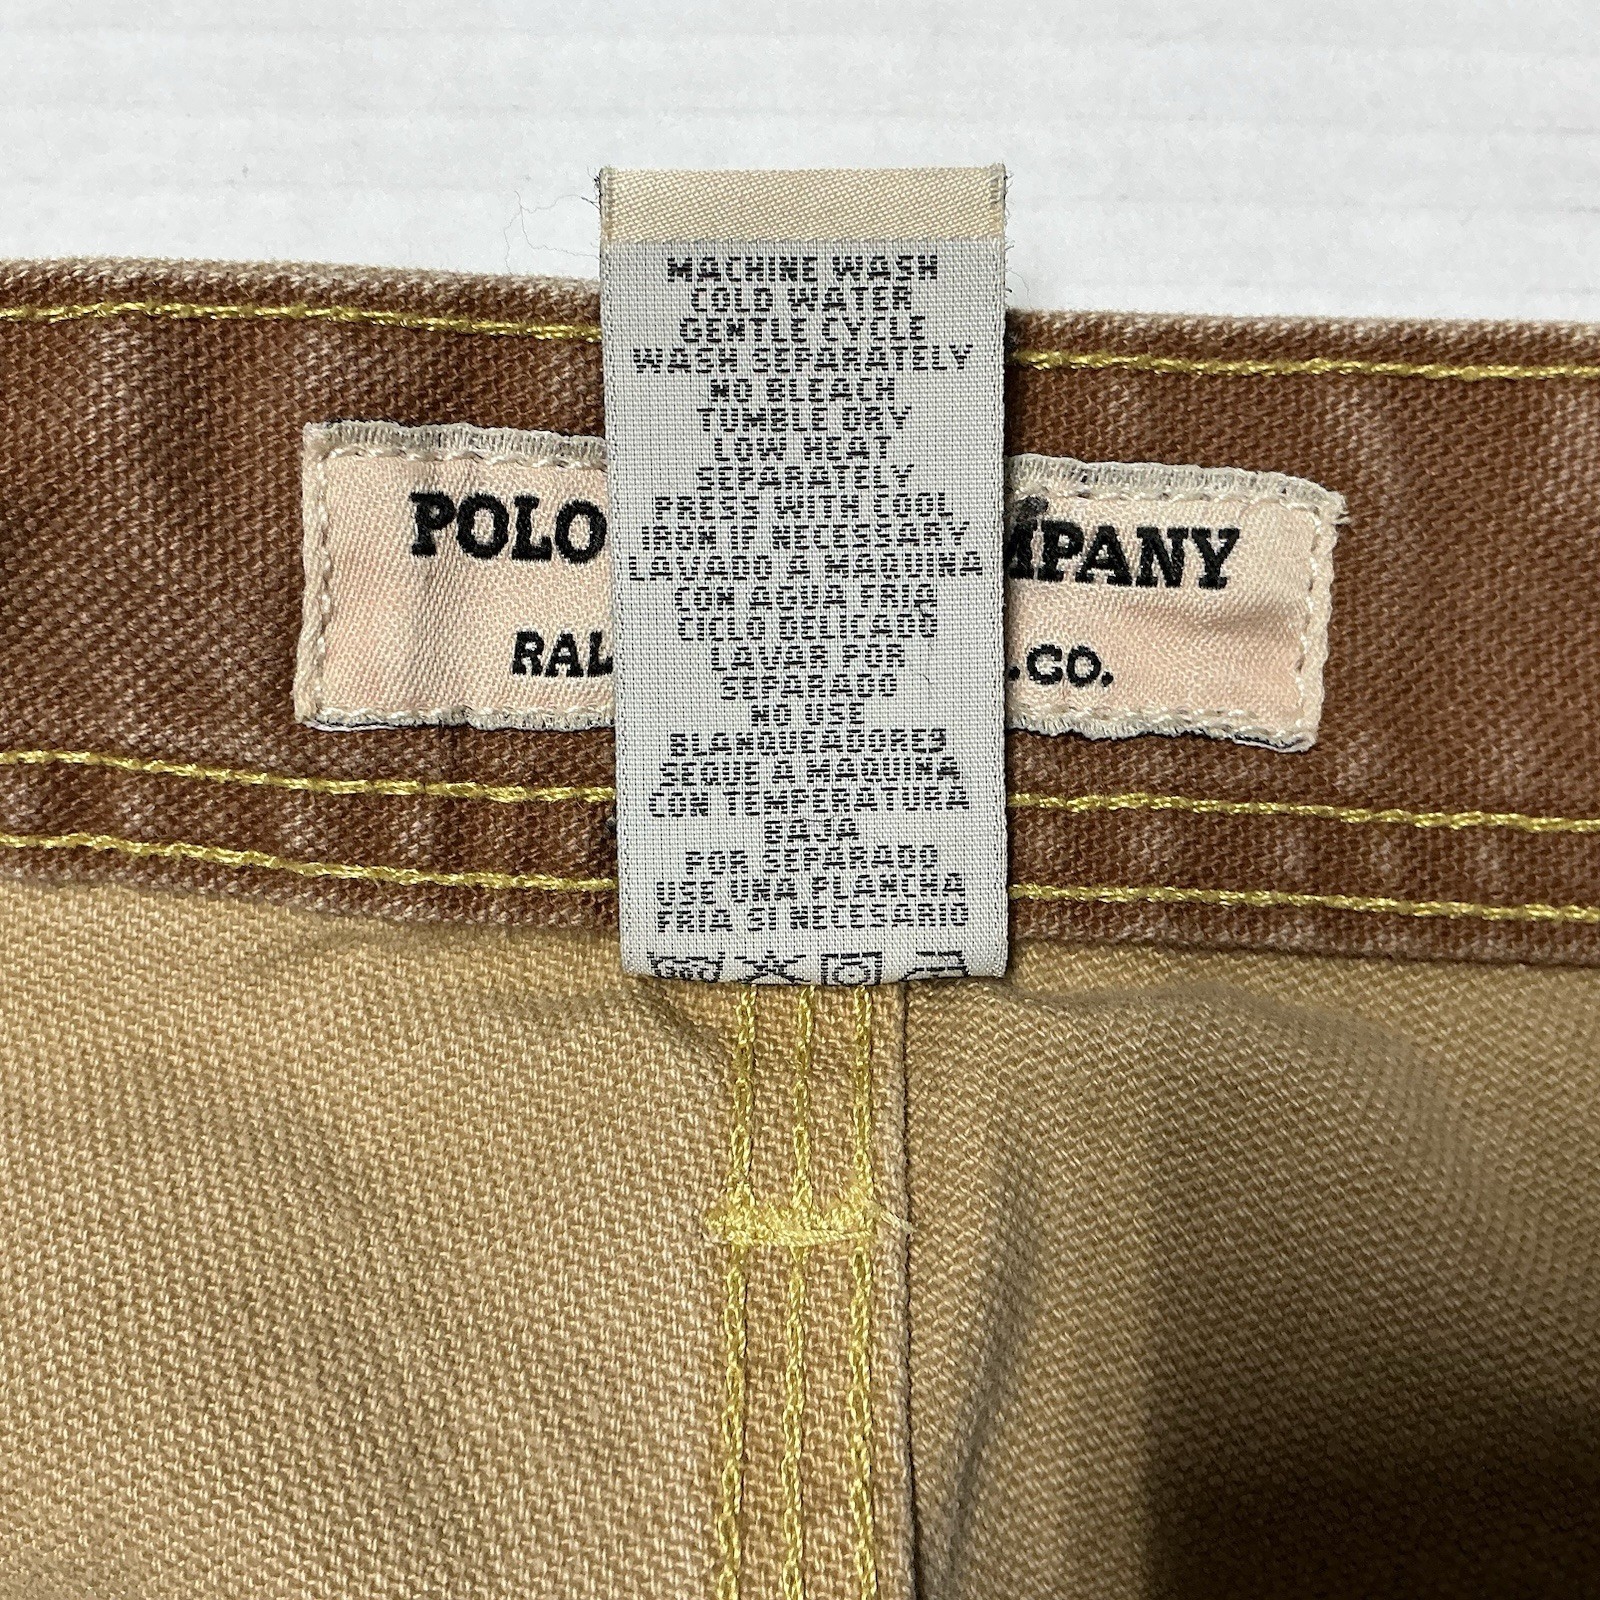 MACHINE WASH
COLD WATER
GENTLE CYCLE
WASH SEPARATELY
NO BLEACH
TUMBLE DRY
LOW HEAT
SEPARATELY
PRESS WITH COOL
IRON IF NECESSARY
LAVADO A MAQUINA
CON AGUA FRIA
CICLO DELICADO
LAVAR POR
SEPARADO
NO USE
BLANQUEADORES
SEQUE A MAQUINA
CON TEMPERATURA
BAJA
POR SEPARADO
USE UNA PLANCHA
FRIA SI NECESARIO
POLO MPANY
RAL .CO.